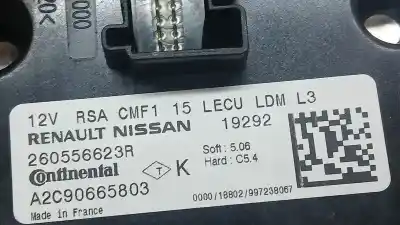 12V RSA CMF1 15 LECU LDM L3
RENAULT NISSAN 19292
260556623R
Soft : 5.06
Hard : C5.4
Continental T K
A2C90665803
0000/18802/997238067
Made in France